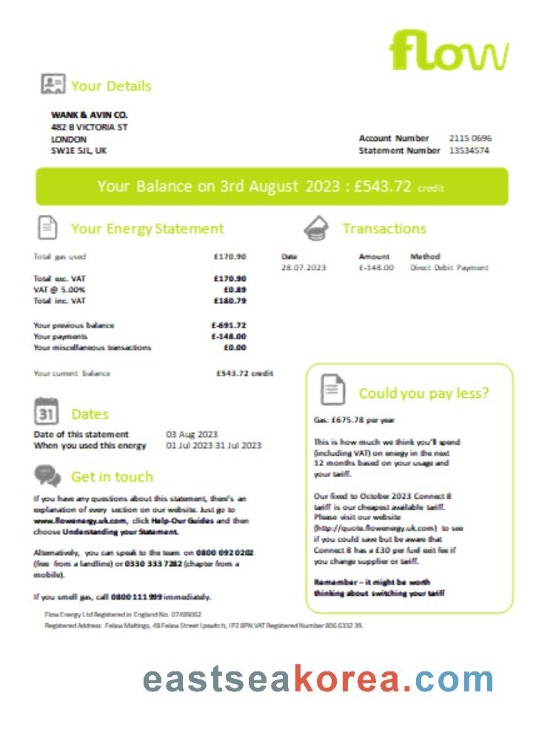 flow
Your Details
WANK & AVIN CO.
482 B VICTORIA ST
LONDON
SW1E 5JL, UK
Account Number 2115 0696
Statement Number 13534574
Your Balance on 3rd August 2023 : £543.72 credit
Your Energy Statement
Total gas used £170.90
Total exc. VAT £170.90
VAT @ 5.00% £0.89
Total inc. VAT £180.79
Your previous balance £-691.72
Your payments £-148.00
Your miscellaneous transactions £0.00
Your current balance £543.72 credit
Transactions
Date Amount Method
28.07.2023 £-148.00 Direct Debit Payment
31
Dates
Date of this statement 03 Aug 2023
When you used this energy 01 Jul 2023-31 Jul 2023
Get in touch
If you have any questions about this statement, there's an
explanation of every section on our website. Just go to
www.flowenergy.uk.com, click Help-Our Guides and then
choose Understanding your Statement.
Alternatively, you can speak to the team on 0800 092 0202
(free from a landline) or 0330 333 7282 (chapter from a
mobile).
If you smell gas, call 0800 111 999 immediately.
Could you pay less?
Gas: £675.78 per year
This is how much we think you'll spend
(including VAT) on energy in the next
12 months based on your usage and
your tariff.
Our fixed to October 2023 Connect 8
tariff is our cheapest available tariff.
Please visit our website
(http://quote.flowenergy.uk.com) to see
if you could save but be aware that
Connect 8 has a £30 per fuel exit fee if
you change supplier or tariff.
Remember – it might be worth
thinking about switching your tariff
Flow Energy Ltd Registered in England No. 07489062
Registered Address: Felaw Maltings, 48 Felaw Street Ipswich, IP2 8PN VAT Registered Number 806 6332 39.
eastseakorea.com